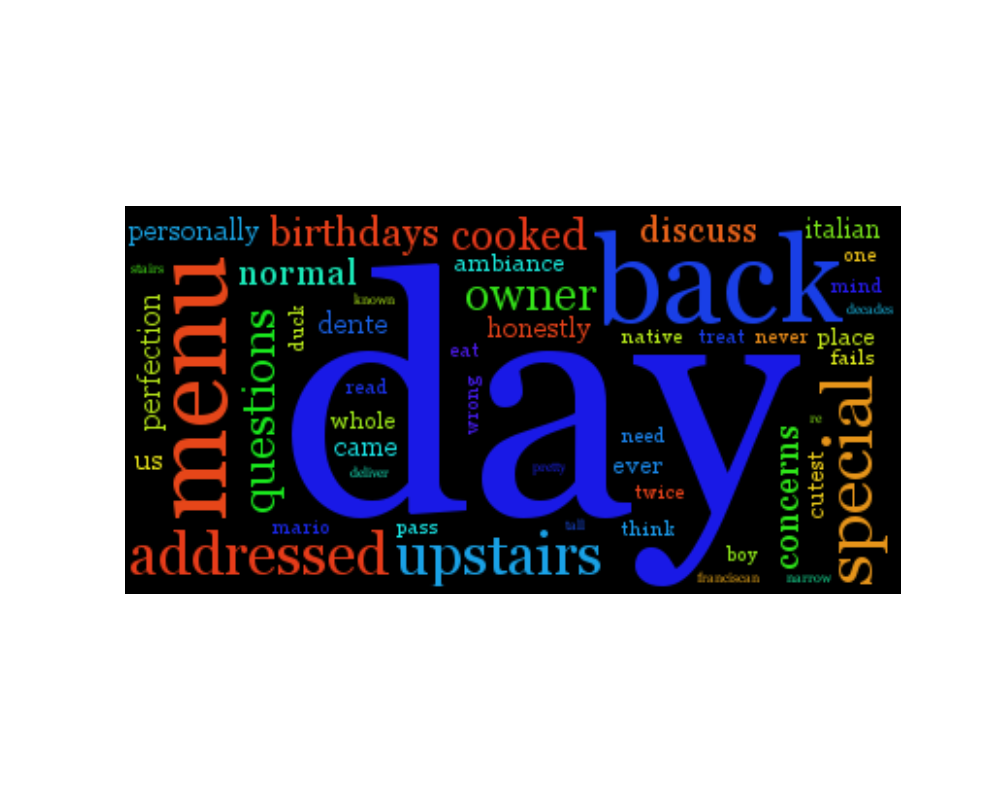 personally birthdays cooked discuss italian
stairs normal ambiance one
menu known owner back mind
perfection duck dente honestly decades
questions eat native treat never place
fails
read wrong
us whole special
came need re
deliver pretty ever cutest
twice concerns
mario pass tall think
addressed upstairs boy
franciscan narrow
day